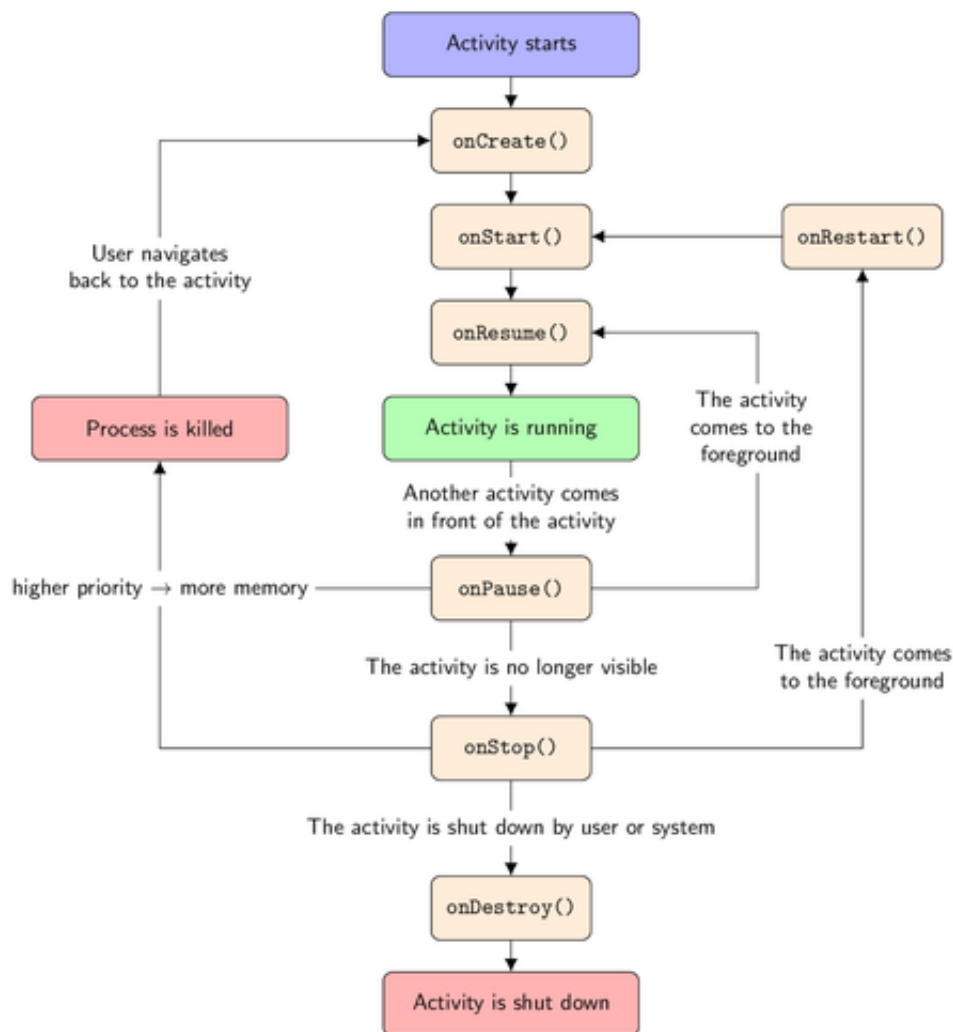 Activity starts
onCreate()
onStart()
onRestart()
User navigates
back to the activity
onResume()
The activity
comes to the
foreground
Process is killed
Activity is running
Another activity comes
in front of the activity
higher priority → more memory
onPause()
The activity is no longer visible
The activity comes
to the foreground
onStop()
The activity is shut down by user or system
onDestroy()
Activity is shut down